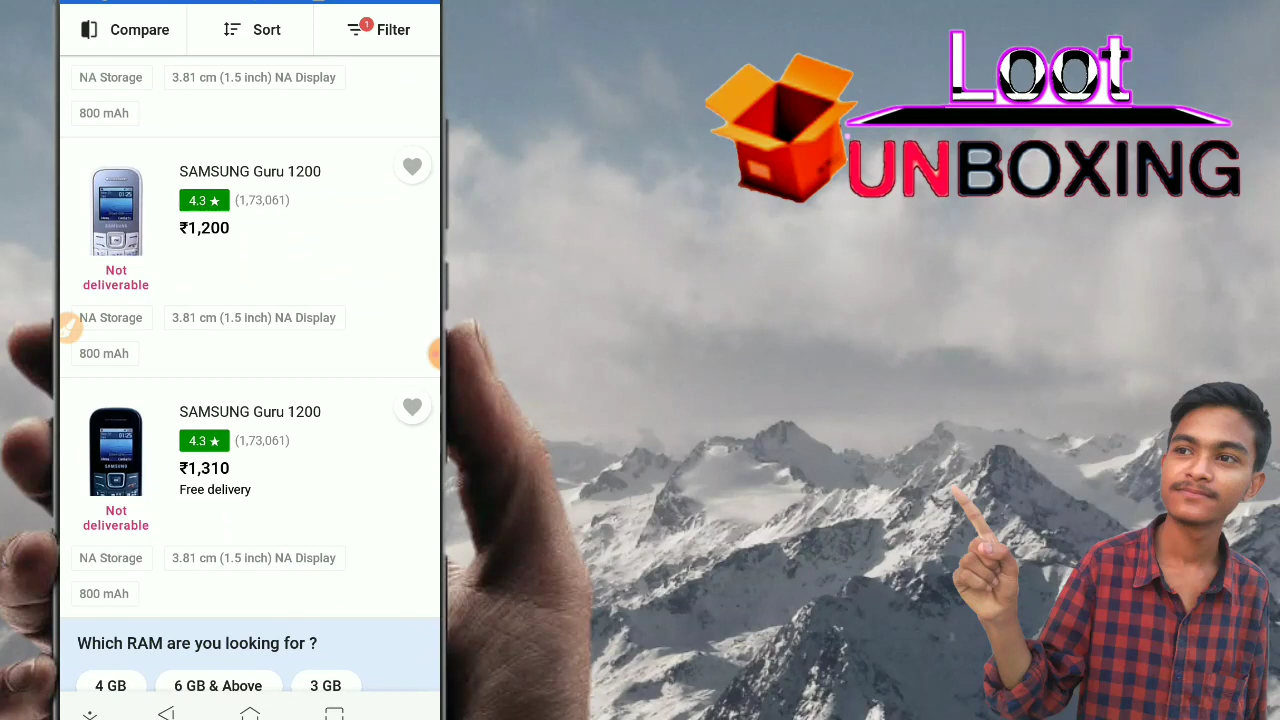 Compare
Sort
1
Filter
NA Storage
3.81 cm (1.5 inch) NA Display
800 mAh
SAMSUNG Guru 1200
4.3 ★ (1,73,061)
₹1,200
Not
deliverable
NA Storage
3.81 cm (1.5 inch) NA Display
800 mAh
SAMSUNG Guru 1200
4.3 ★ (1,73,061)
₹1,310
Free delivery
Not
deliverable
NA Storage
3.81 cm (1.5 inch) NA Display
800 mAh
Which RAM are you looking for ?
4 GB
6 GB & Above
3 GB
Loot
UNBOXING